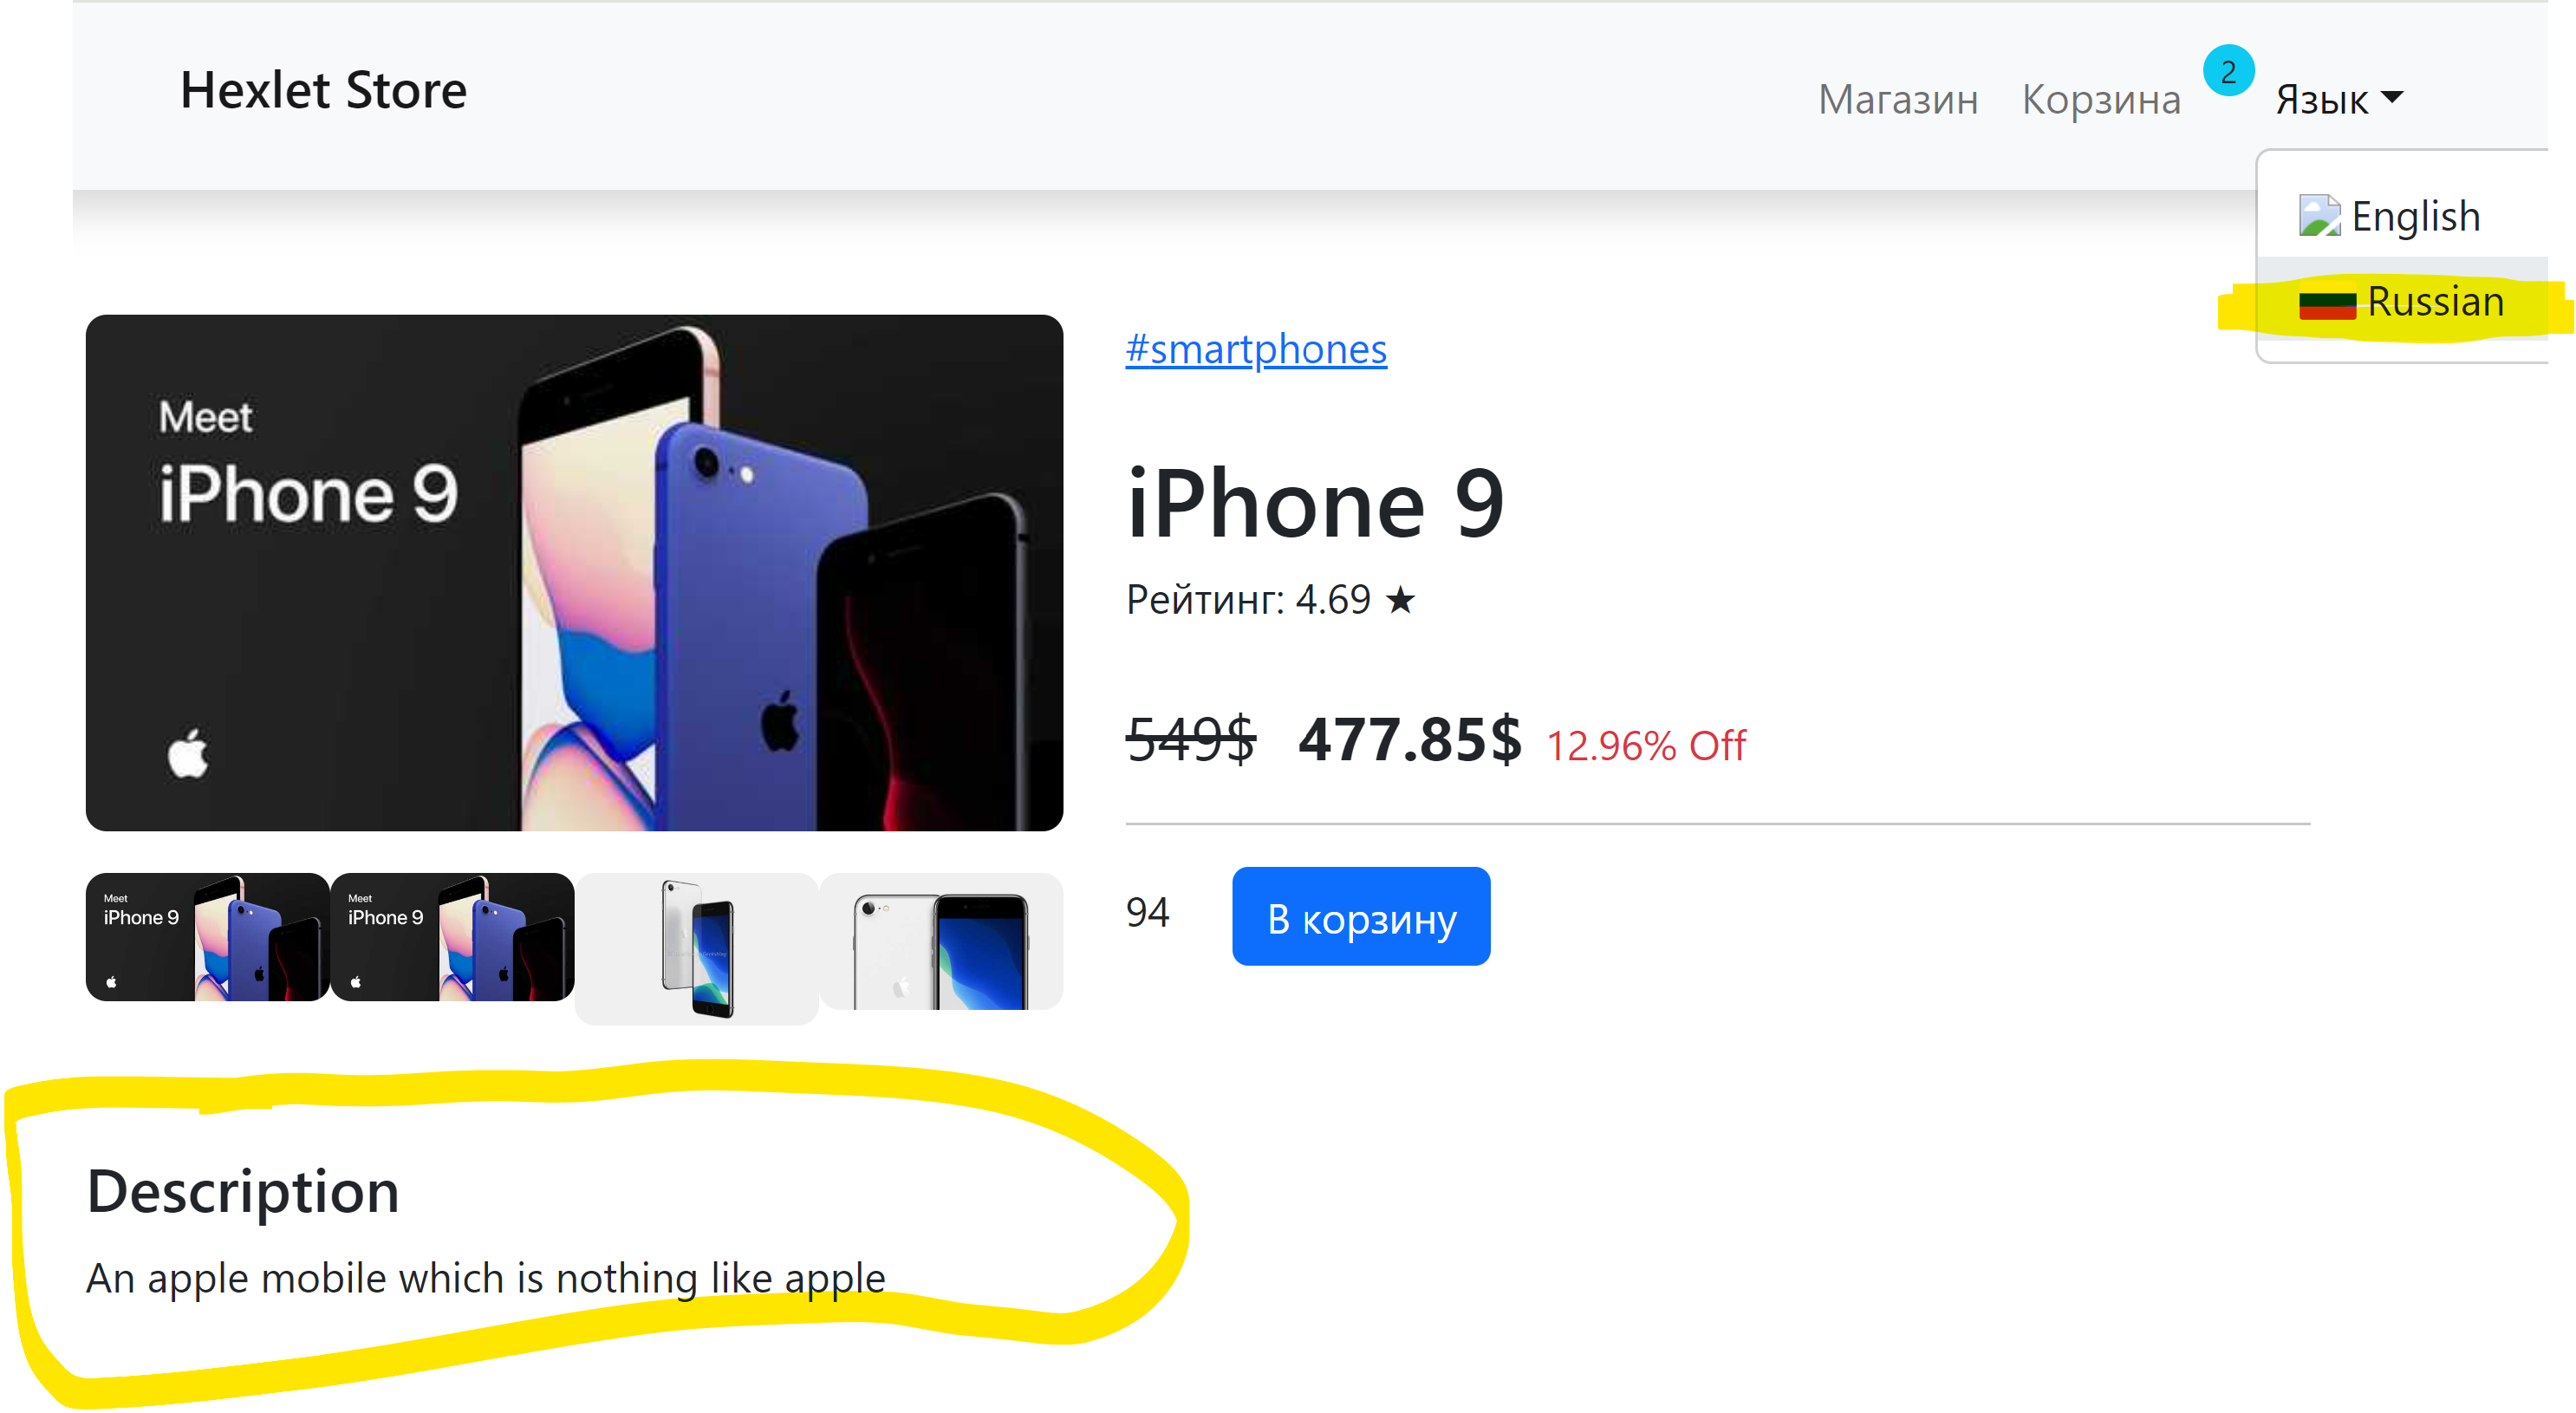 Hexlet Store
Магазин Корзина 2 Язык
English
Russian
Meet
iPhone 9
#smartphones
iPhone 9
Рейтинг: 4.69 ★
549$ 477.85$ 12.96% Off
94 В корзину
Meet
iPhone 9
Meet
iPhone 9
Description
An apple mobile which is nothing like apple